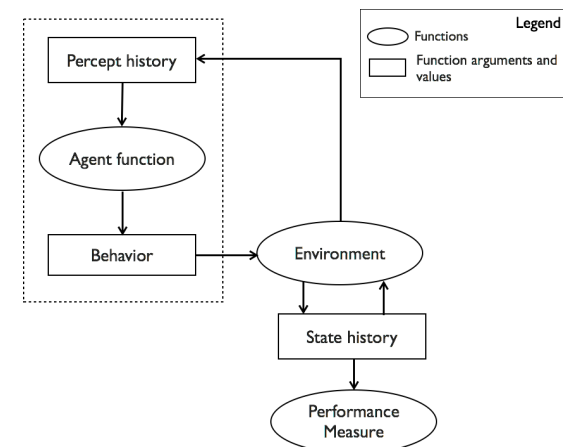 Legend
Functions
Function arguments and
values
Percept history
Agent function
Behavior
Environment
State history
Performance
Measure